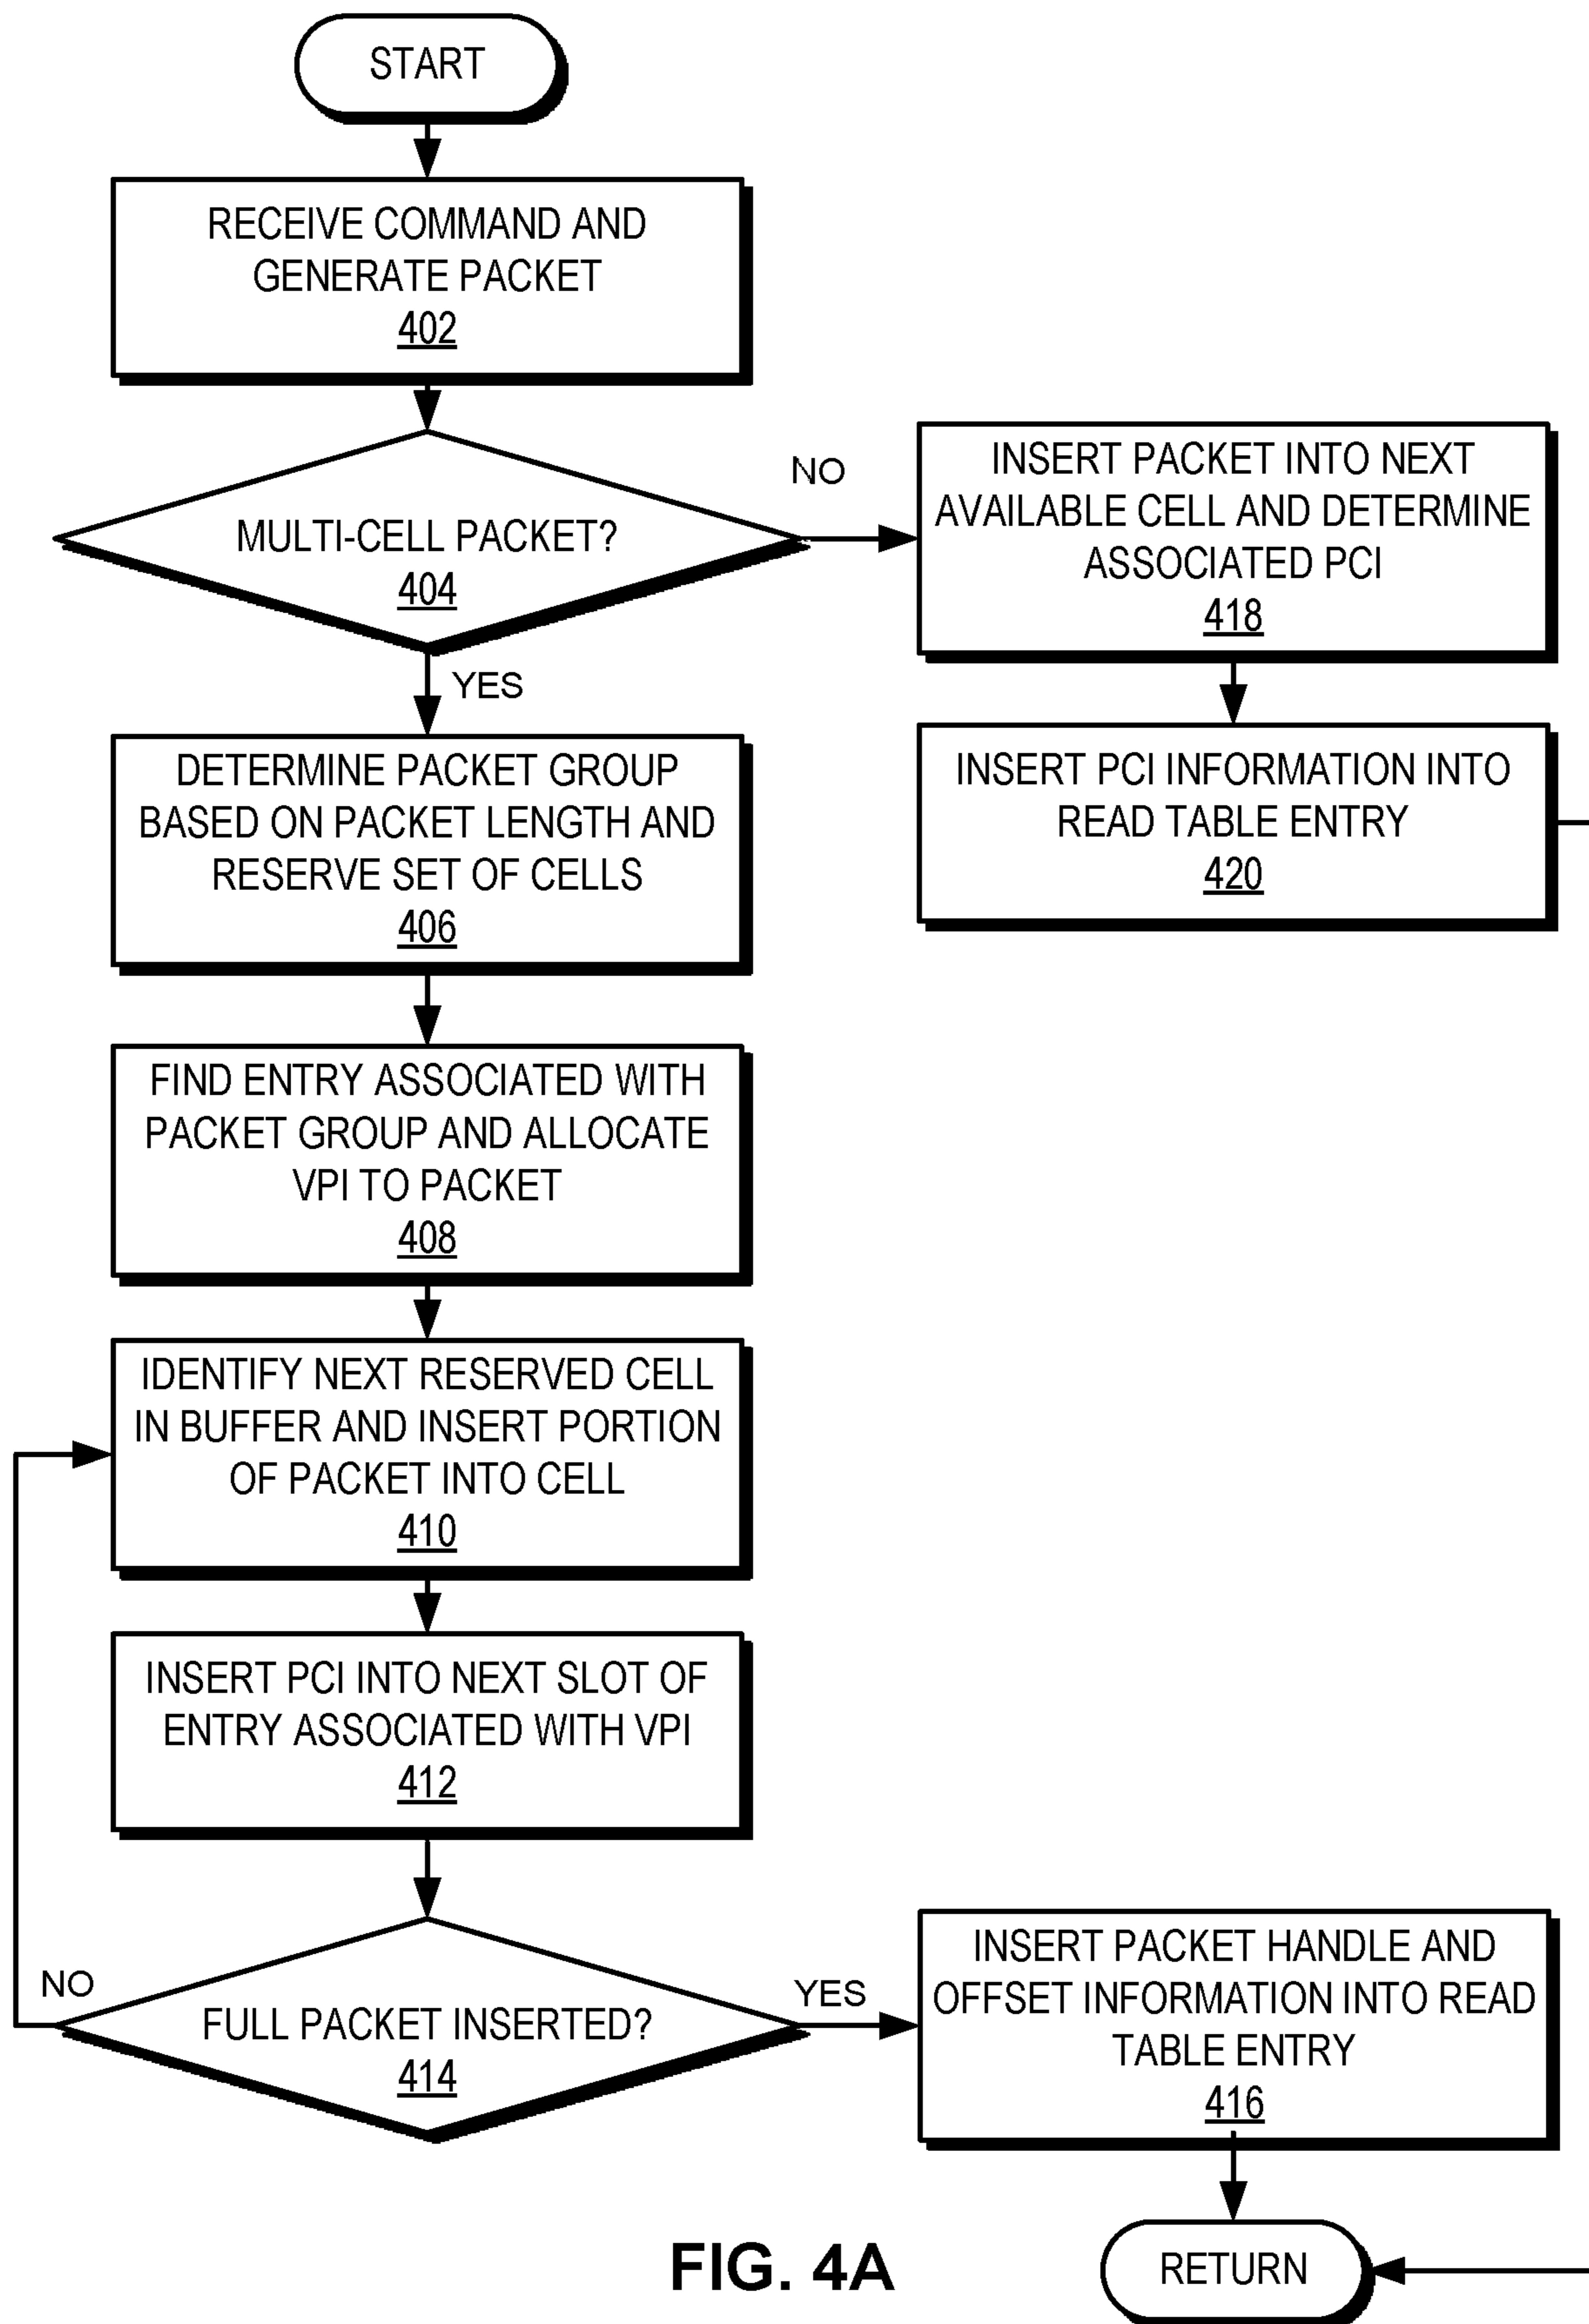 START
RECEIVE COMMAND AND
GENERATE PACKET
402
MULTI-CELL PACKET?
404
NO
YES
INSERT PACKET INTO NEXT
AVAILABLE CELL AND DETERMINE
ASSOCIATED PCI
418
INSERT PCI INFORMATION INTO
READ TABLE ENTRY
420
DETERMINE PACKET GROUP
BASED ON PACKET LENGTH AND
RESERVE SET OF CELLS
406
FIND ENTRY ASSOCIATED WITH
PACKET GROUP AND ALLOCATE
VPI TO PACKET
408
IDENTIFY NEXT RESERVED CELL
IN BUFFER AND INSERT PORTION
OF PACKET INTO CELL
410
INSERT PCI INTO NEXT SLOT OF
ENTRY ASSOCIATED WITH VPI
412
NO
FULL PACKET INSERTED?
414
YES
INSERT PACKET HANDLE AND
OFFSET INFORMATION INTO READ
TABLE ENTRY
416
RETURN
FIG. 4A